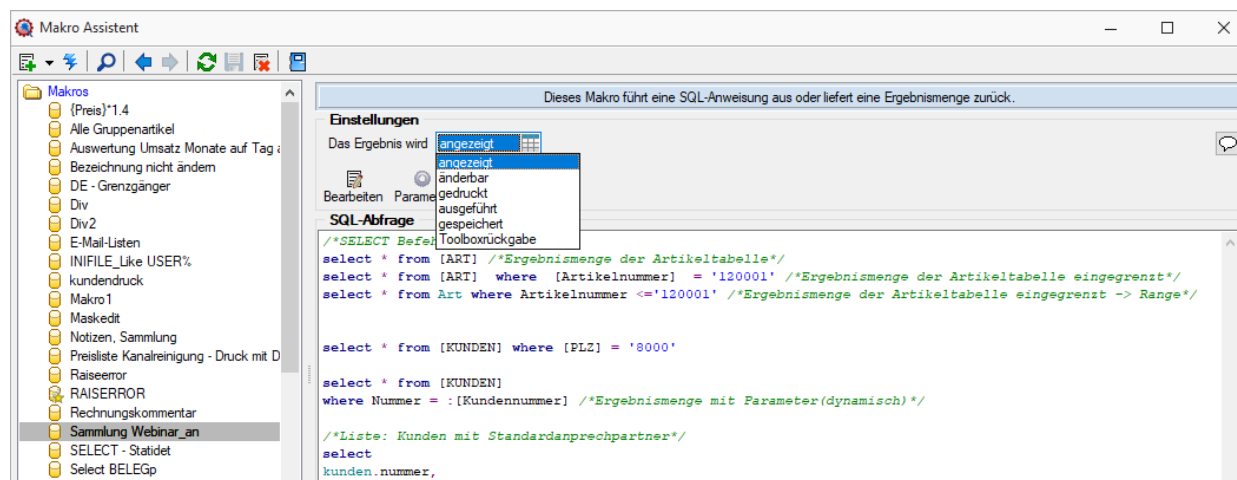 Makro Assistent
Makros
{Preis}*1.4
Alle Gruppenartikel
Auswertung Umsatz Monate auf Tag
Bezeichnung nicht ändern
DE - Grenzgänger
Div
Div2
E-Mail-Listen
INIFILE_Like USER%
kundendruck
Makro1
Maskedit
Notizen, Sammlung
Preisliste Kanalreinigung - Druck mit D
Raiseerror
RAISERROR
Rechnungskommentar
Sammlung Webinar_an
SELECT - Statidet
Select BELEGp
Dieses Makro führt eine SQL-Anweisung aus oder liefert eine Ergebnismenge zurück.
Einstellungen
Das Ergebnis wird angezeigt
angezeigt
änderbar
gedruckt
ausgeführt
gespeichert
Toolboxrückgabe
Bearbeiten Parame
SQL-Abfrage
/*SELECT Befeh
select * from [ART] /*Ergebnismenge der Artikeltabelle*/
select * from [ART] where [Artikelnummer] = '120001' /*Ergebnismenge der Artikeltabelle eingegrenzt*/
select * from Art where Artikelnummer <='120001' /*Ergebnismenge der Artikeltabelle eingegrenzt -> Range*/
select * from [KUNDEN] where [PLZ] = '8000'
select * from [KUNDEN]
where Nummer = :[Kundennummer] /*Ergebnismenge mit Parameter(dynamisch)*/
/*Liste: Kunden mit Standardanprechpartner*/
select
kunden.nummer,